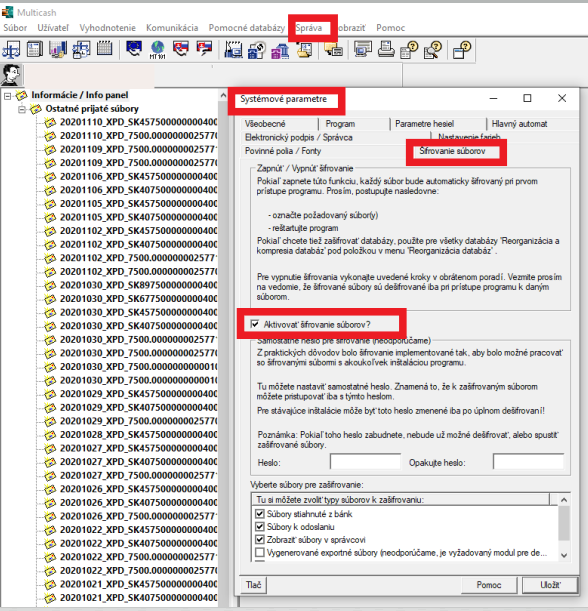 Multicash
Súbor Užívateľ Vyhodnotenie Komunikácia Pomocné databázy Správa Zobraziť Pomoc
MT101
Informácie / Info panel
Ostatné prijaté súbory
20201110_XPD_SK457500000000400
20201110_XPD_7500.00000002577(
20201109_XPD_7500.000000025771
20201109_XPD_7500.00000002577(
20201106_XPD_SK457500000000400
20201106_XPD_SK407500000000400
20201105_XPD_SK457500000000400
20201105_XPD_SK407500000000400
20201102_XPD_SK457500000000400
20201102_XPD_SK407500000000400
20201102_XPD_7500.000000025771
20201102_XPD_7500.00000002577(
20201030_XPD_SK897500000000400
20201030_XPD_SK677500000000400
20201030_XPD_SK457500000000400
20201030_XPD_SK407500000000400
20201030_XPD_7500.000000025771
20201030_XPD_7500.00000002577(
20201030_XPD_7500.00000000001(
20201030_XPD_7500.00000000001(
20201029_XPD_SK457500000000400
20201029_XPD_SK407500000000400
20201029_XPD_7500.00000002577(
20201028_XPD_SK457500000000400
20201027_XPD_SK457500000000400
20201027_XPD_7500.000000025771
20201026_XPD_SK457500000000400
20201026_XPD_SK407500000000400
20201026_XPD_7500.000000025771
20201022_XPD_SK457500000000400
20201022_XPD_SK407500000000400
20201022_XPD_7500.000000025771
20201022_XPD_7500.00000002577(
20201021_XPD_SK457500000000400
20201021_XPD_SK407500000000400
Systémové parametre
Všeobecné Program Parametre hesiel Hlavný automat
Elektronický podpis / Správca Nastavenie farieb
Povinné polia / Fonty Šifrovanie súborov
Zapnúť / Vypnúť šifrovanie
Pokiaľ zapnete túto funkciu, každý súbor bude automaticky šifrovaný pri prvom
prístupe programu. Prosím, postupujte nasledovne:
- označte požadovaný súbor(y)
- reštartujte program
Pokiaľ chcete tiež zašifrovať databázy, použite pre všetky databázy 'Reorganizácia a
kompresia databáz' pod položkou v menu 'Reorganizácia databáz' .
Pre vypnutie šifrovania vykonajte uvedené kroky v obrátenom poradí. Vezmite prosím
na vedomie, že šifrované súbory sú dešifrované iba pri prístupe programu k daným
súborom.
Aktivovať šifrovanie súborov?
Samostatné heslo pre šifrovanie (neodporúčame)
Z praktických dôvodov bolo šifrovanie implementované tak, aby bolo možné pracovať
so šifrovanými súbormi s akoukoľvek inštaláciou programu.
Tu môžete nastaviť samostatné heslo. Znamená to, že k zašifrovaným súborom
môžete pristupovať iba s týmto heslom.
Pre stávajúce inštalácie môže byť toto heslo zmenené iba po úplnom dešifrovaní!
Poznámka: Pokiaľ toho heslo zabudnete, nebude už možné dešifrovať, alebo spustiť
zašifrované súbory.
Heslo: Opakujte heslo:
Vyberte súbory pre zašifrovanie:
Tu si môžete zvoliť typy súborov k zašifrovaniu:
Súbory stiahnuté z bánk
Súbory k odoslaniu
Zobraziť súbory v správcovi
Vygenerované exportné súbory (neodporúčame, je vyžadovaný modul pre de...
Tlač Pomoc Uložiť